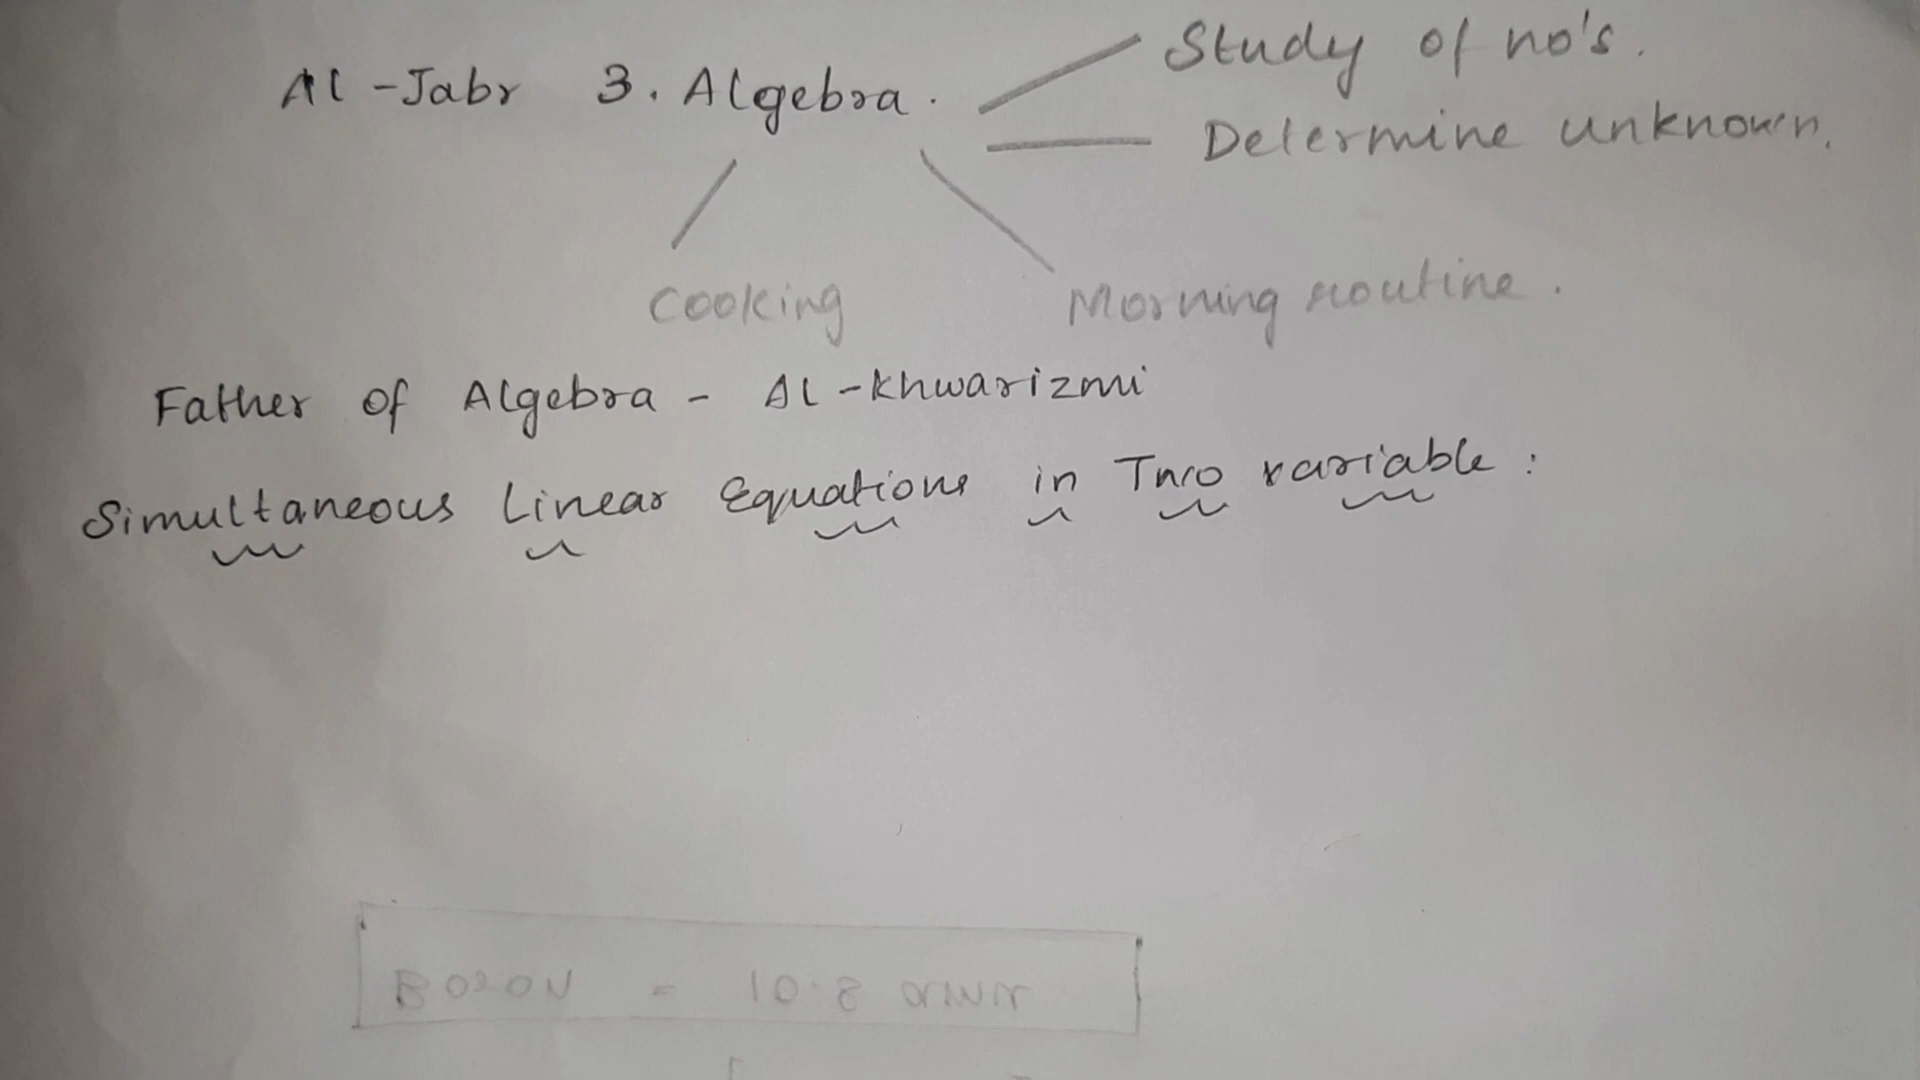 Al-Jabr 3. Algebra.
Study of no's.
Determine unknown.
Cooking
Morning routine.
Father of Algebra - Al-khwarizmi
Simultaneous Linear Equations in Two variable :
Boron = 10.8 amu